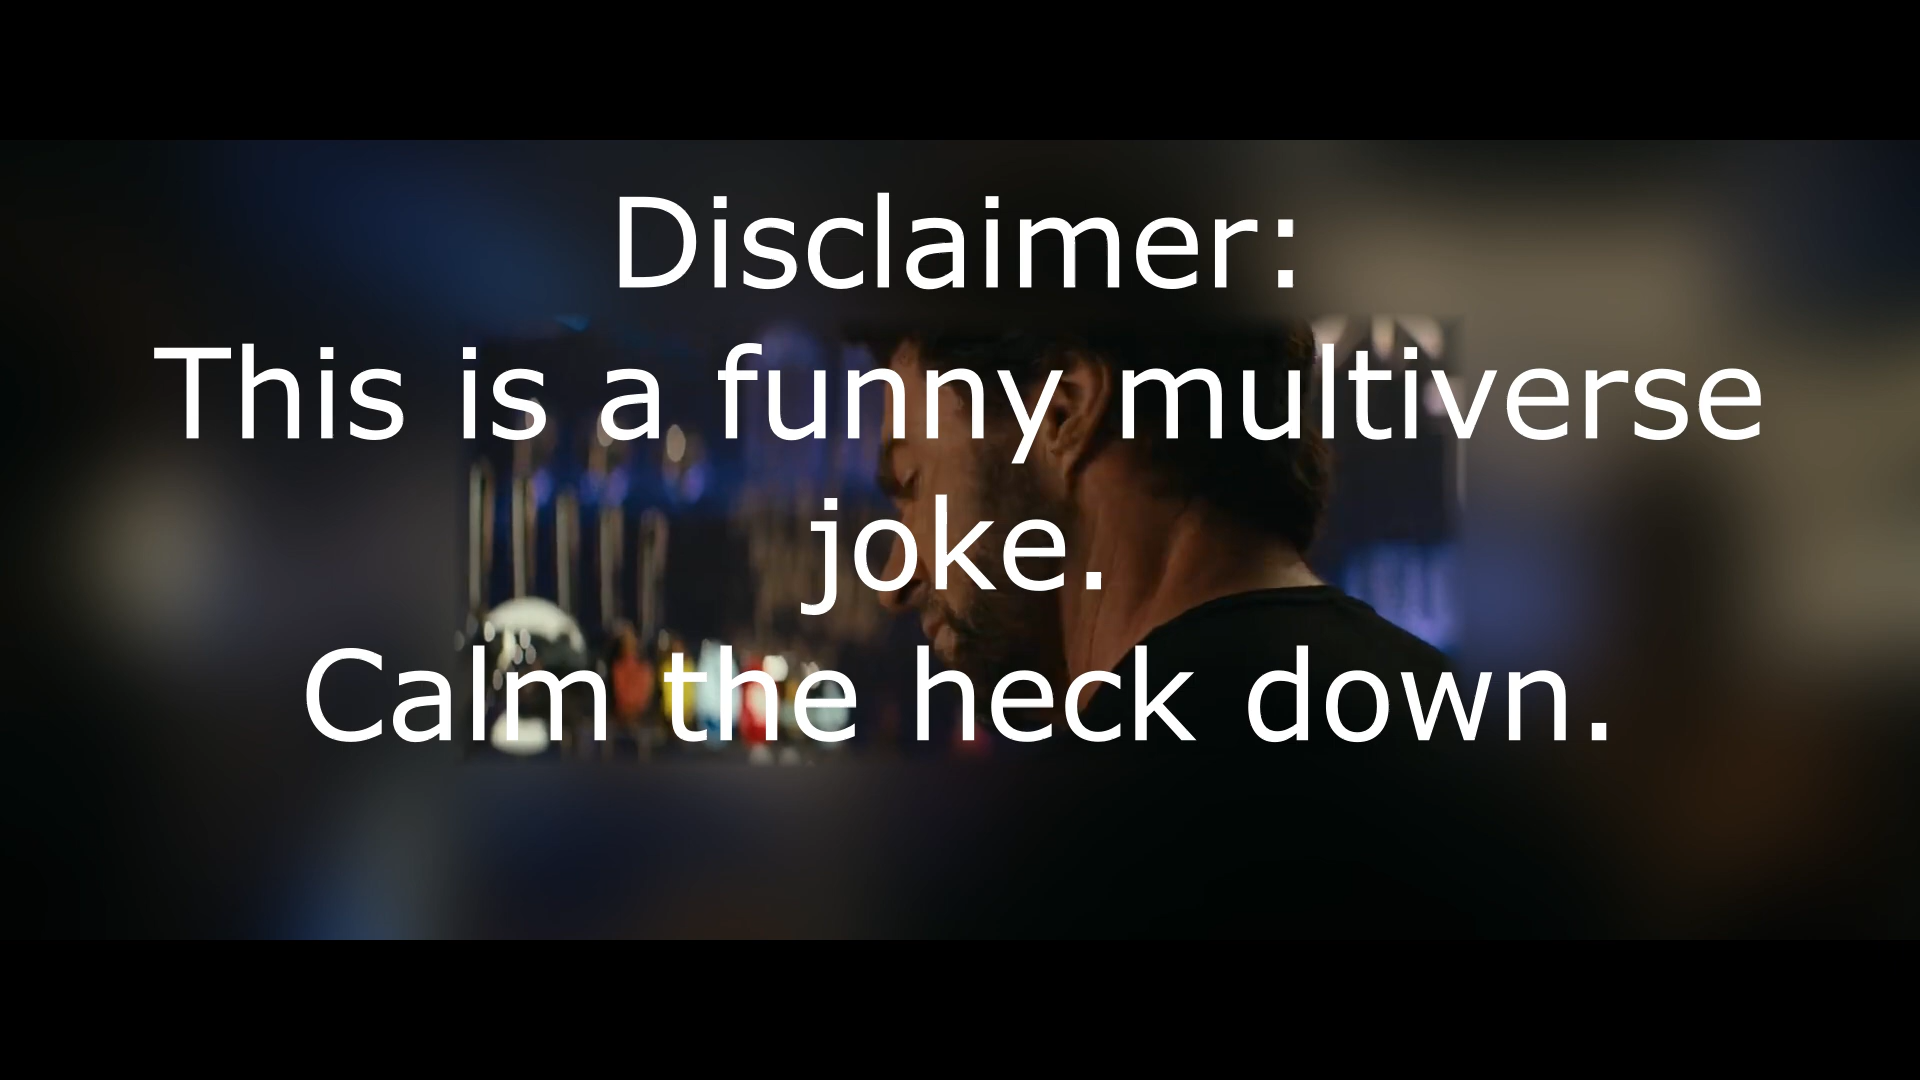 Disclaimer:
This is a funny multiverse
joke.
Calm the heck down.